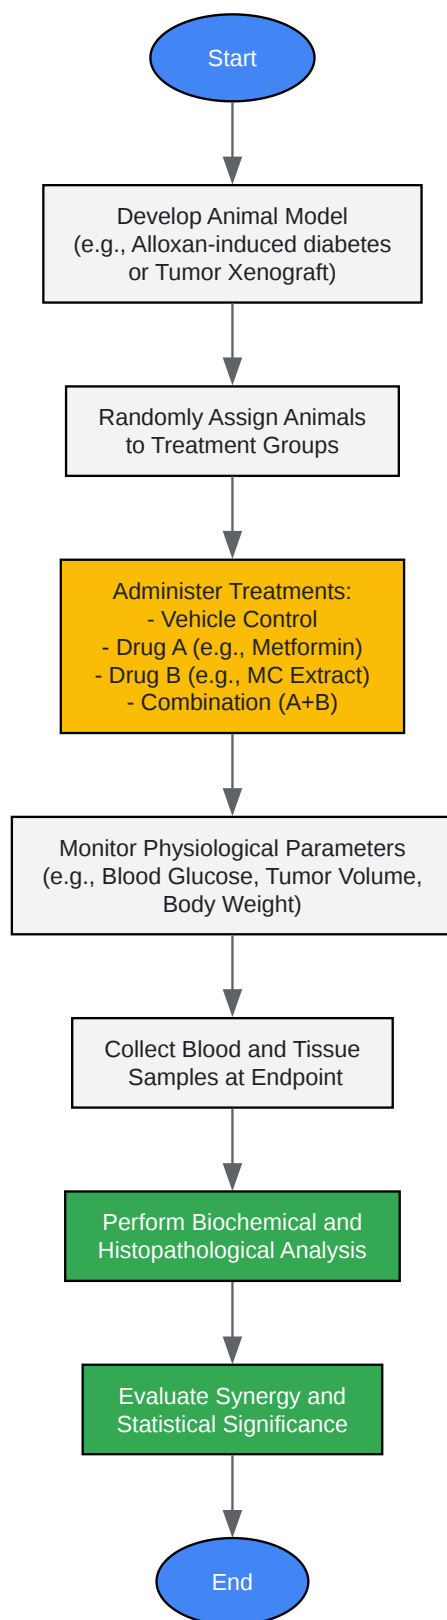 Start
Develop Animal Model
(e.g., Alloxan-induced diabetes
or Tumor Xenograft)
Randomly Assign Animals
to Treatment Groups
Administer Treatments:
- Vehicle Control
- Drug A (e.g., Metformin)
- Drug B (e.g., MC Extract)
- Combination (A+B)
Monitor Physiological Parameters
(e.g., Blood Glucose, Tumor Volume,
Body Weight)
Collect Blood and Tissue
Samples at Endpoint
Perform Biochemical and
Histopathological Analysis
Evaluate Synergy and
Statistical Significance
End